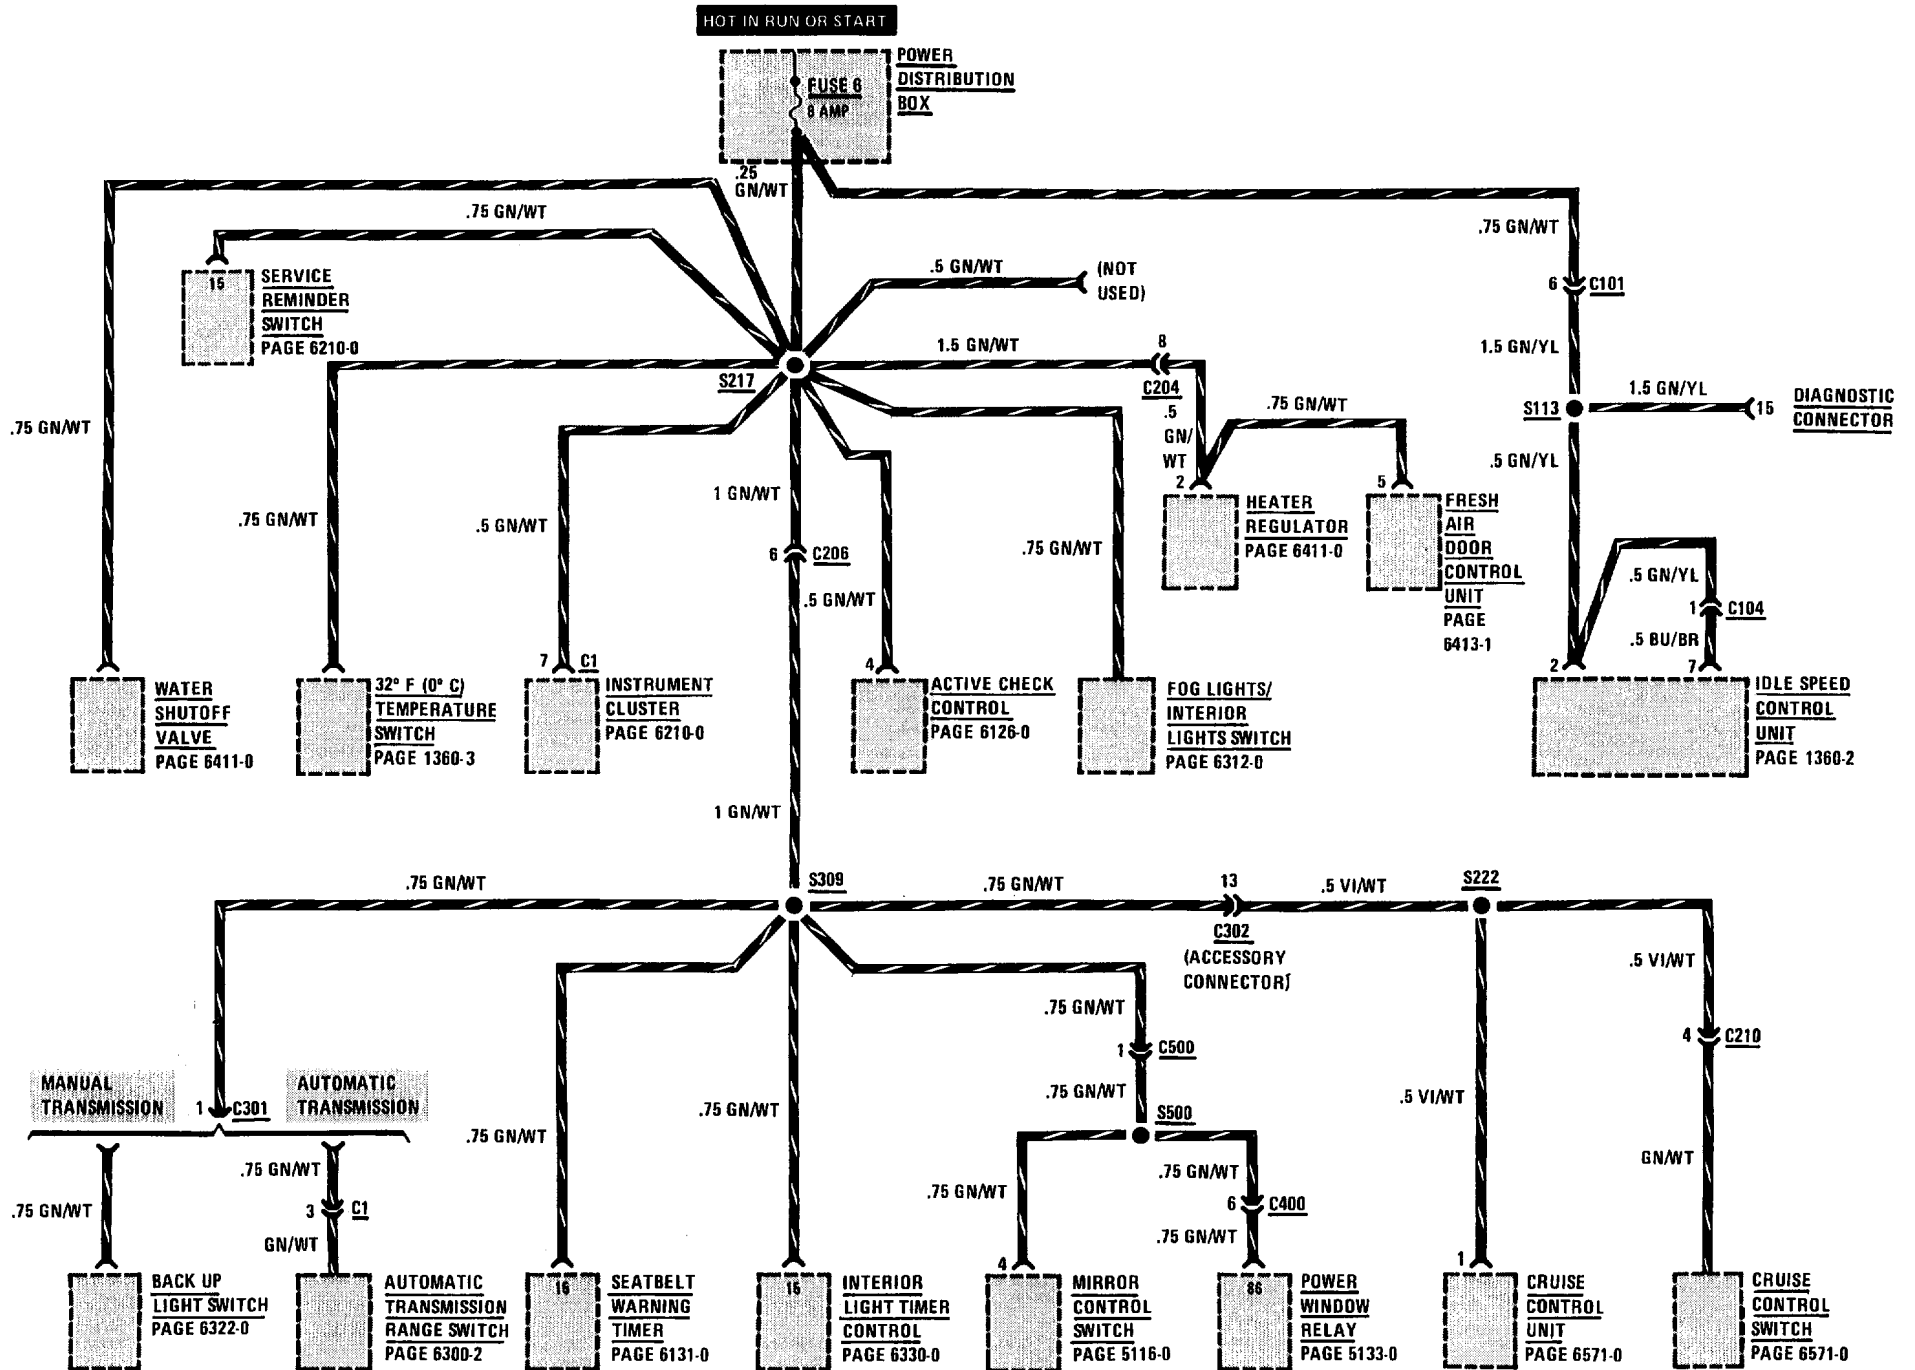 HOT IN RUN OR START
POWER
DISTRIBUTION
BOX
FUSE 6
8 AMP
.25
GN/WT
.75 GN/WT
.75 GN/WT
15
SERVICE
REMINDER
SWITCH
PAGE 6210-0
.5 GN/WT
(NOT
USED)
6
C101
1.5 GN/WT
8
C204
S217
1.5 GN/YL
1.5 GN/YL
15
DIAGNOSTIC
CONNECTOR
S113
.75 GN/WT
.5
GN/
WT
.75 GN/WT
.5 GN/YL
2
HEATER
REGULATOR
PAGE 6411-0
5
FRESH
AIR
DOOR
CONTROL
UNIT
PAGE
6413-1
1 GN/WT
.75 GN/WT
.5 GN/WT
6
C206
.75 GN/WT
.5 GN/WT
.5 GN/YL
1
C104
.5 BU/BR
2
7
WATER
SHUTOFF
VALVE
PAGE 6411-0
32° F (0° C)
TEMPERATURE
SWITCH
PAGE 1360-3
7
C1
INSTRUMENT
CLUSTER
PAGE 6210-0
4
ACTIVE CHECK
CONTROL
PAGE 6126-0
FOG LIGHTS/
INTERIOR
LIGHTS SWITCH
PAGE 6312-0
IDLE SPEED
CONTROL
UNIT
PAGE 1360-2
1 GN/WT
.75 GN/WT
S309
.75 GN/WT
13
C302
(ACCESSORY
CONNECTOR)
.5 VI/WT
S222
.5 VI/WT
.75 GN/WT
1
C500
.75 GN/WT
S500
4
C210
MANUAL
TRANSMISSION
1
C301
AUTOMATIC
TRANSMISSION
.75 GN/WT
.75 GN/WT
.5 VI/WT
.75 GN/WT
3
C1
GN/WT
.75 GN/WT
.75 GN/WT
.75 GN/WT
6
C400
.75 GN/WT
GN/WT
BACK UP
LIGHT SWITCH
PAGE 6322-0
AUTOMATIC
TRANSMISSION
RANGE SWITCH
PAGE 6300-2
16
SEATBELT
WARNING
TIMER
PAGE 6131-0
15
INTERIOR
LIGHT TIMER
CONTROL
PAGE 6330-0
4
MIRROR
CONTROL
SWITCH
PAGE 5116-0
86
POWER
WINDOW
RELAY
PAGE 5133-0
1
CRUISE
CONTROL
UNIT
PAGE 6571-0
CRUISE
CONTROL
SWITCH
PAGE 6571-0